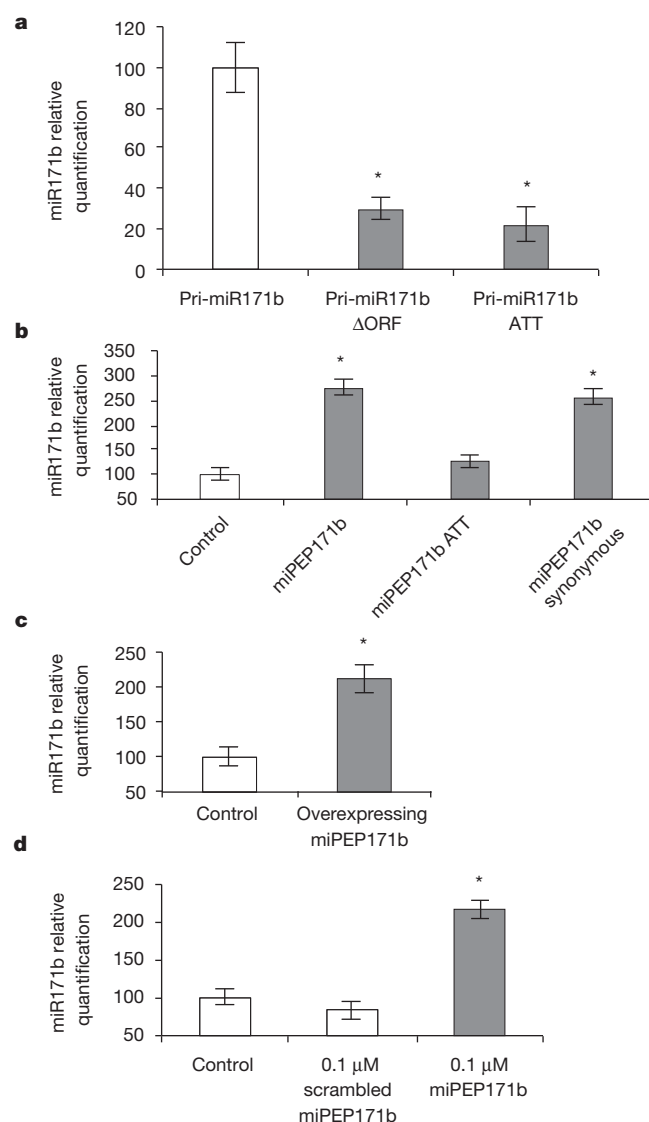 a
miR171b relative
quantification
120
100
80
60
40
20
0
*
*
Pri-miR171b
Pri-miR171b
ΔORF
Pri-miR171b
ATT
b
miR171b relative
quantification
350
300
250
150
100
50
*
*
Control
miPEP171b
miPEP171b ATT
miPEP171b
synonymous
c
miR171b relative
quantification
250
200
150
100
50
*
Control
Overexpressing
miPEP171b
d
miR171b relative
quantification
250
200
150
100
50
*
Control
0.1 μM
scrambled
miPEP171b
0.1 μM
miPEP171b